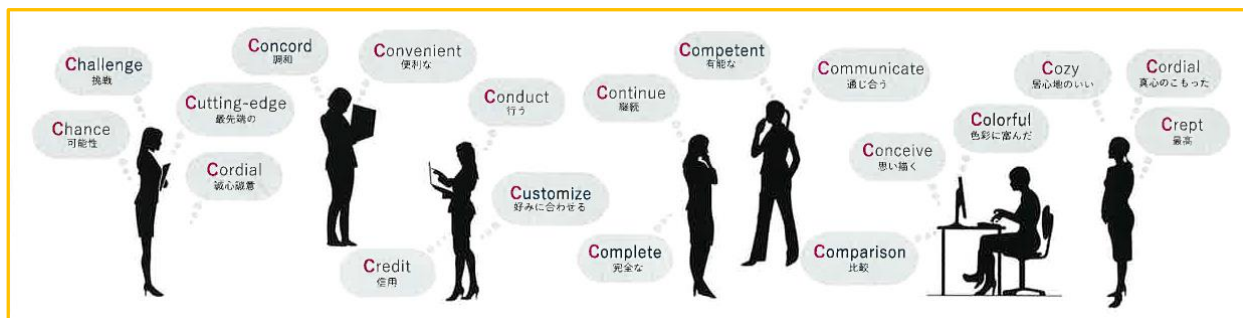 Challenge
挑戦
Chance
可能性
Cutting-edge
最先端の
Cordial
誠心誠意
Concord
調和
Convenient
便利な
Conduct
行う
Customize
好みに合わせる
Credit
信用
Continue
継続
Complete
完全な
Competent
有能な
Communicate
通じ合う
Comparison
比較
Conceive
思い描く
Colorful
色彩に富んだ
Cozy
居心地のいい
Cordial
真心のこもった
Crept
最高